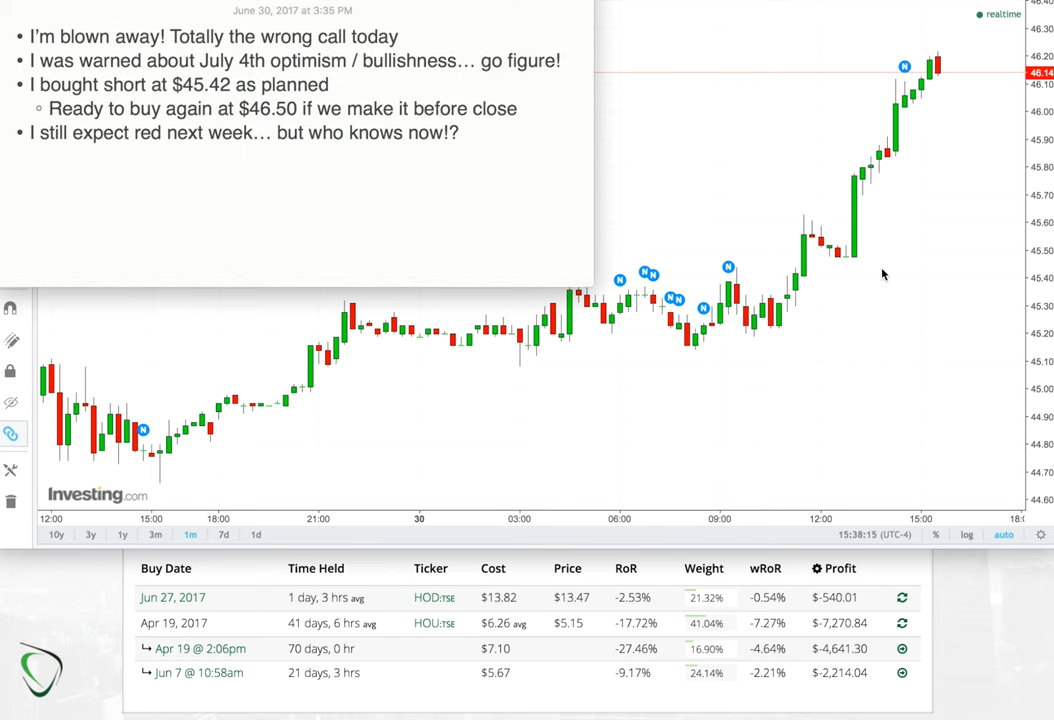 June 30, 2017 at 3:35 PM
• I'm blown away! Totally the wrong call today
• I was warned about July 4th optimism / bullishness… go figure!
• I bought short at $45.42 as planned
◦ Ready to buy again at $46.50 if we make it before close
• I still expect red next week… but who knows now!?
realtime
46.40
46.30
46.20
46.14
46.00
45.90
45.80
45.70
45.60
45.50
45.40
45.30
45.20
45.10
45.00
44.90
44.80
44.70
44.60
N
N
N N
N N
N
N
N
Investing.com
12:00 15:00 18:00 21:00 30 03:00 06:00 09:00 12:00 15:00 18:
10y 3y 1y 3m 1m 7d 1d 15:38:15 (UTC-4) % log auto
Buy Date Time Held Ticker Cost Price RoR Weight wRoR Profit
Jun 27, 2017 1 day, 3 hrs avg HOD:TSE $13.82 $13.47 -2.53% 21.32% -0.54% $-540.01
Apr 19, 2017 41 days, 6 hrs avg HOU:TSE $6.26 avg $5.15 -17.72% 41.04% -7.27% $-7,270.84
↳ Apr 19 @ 2:06pm 70 days, 0 hr $7.10 -27.46% 16.90% -4.64% $-4,641.30
↳ Jun 7 @ 10:58am 21 days, 3 hrs $5.67 -9.17% 24.14% -2.21% $-2,214.04